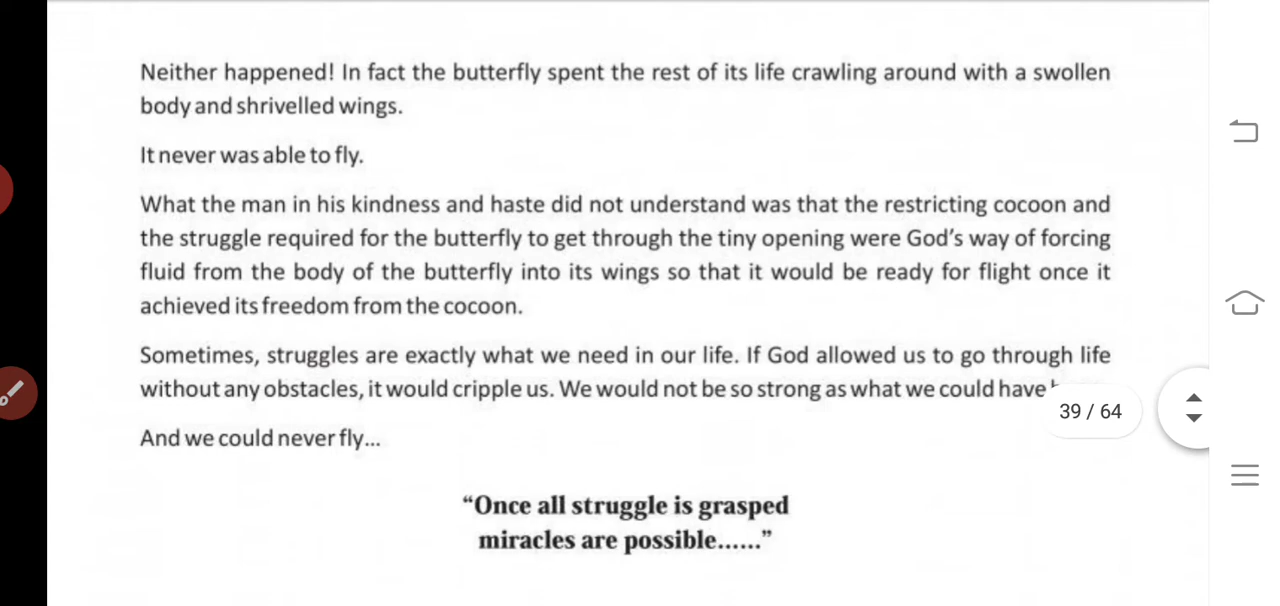 Neither happened! In fact the butterfly spent the rest of its life crawling around with a swollen
body and shrivelled wings.
It never was able to fly.
What the man in his kindness and haste did not understand was that the restricting cocoon and
the struggle required for the butterfly to get through the tiny opening were God's way of forcing
fluid from the body of the butterfly into its wings so that it would be ready for flight once it
achieved its freedom from the cocoon.
Sometimes, struggles are exactly what we need in our life. If God allowed us to go through life
without any obstacles, it would cripple us. We would not be so strong as what we could have
39 / 64
And we could never fly...
“Once all struggle is grasped
miracles are possible......”